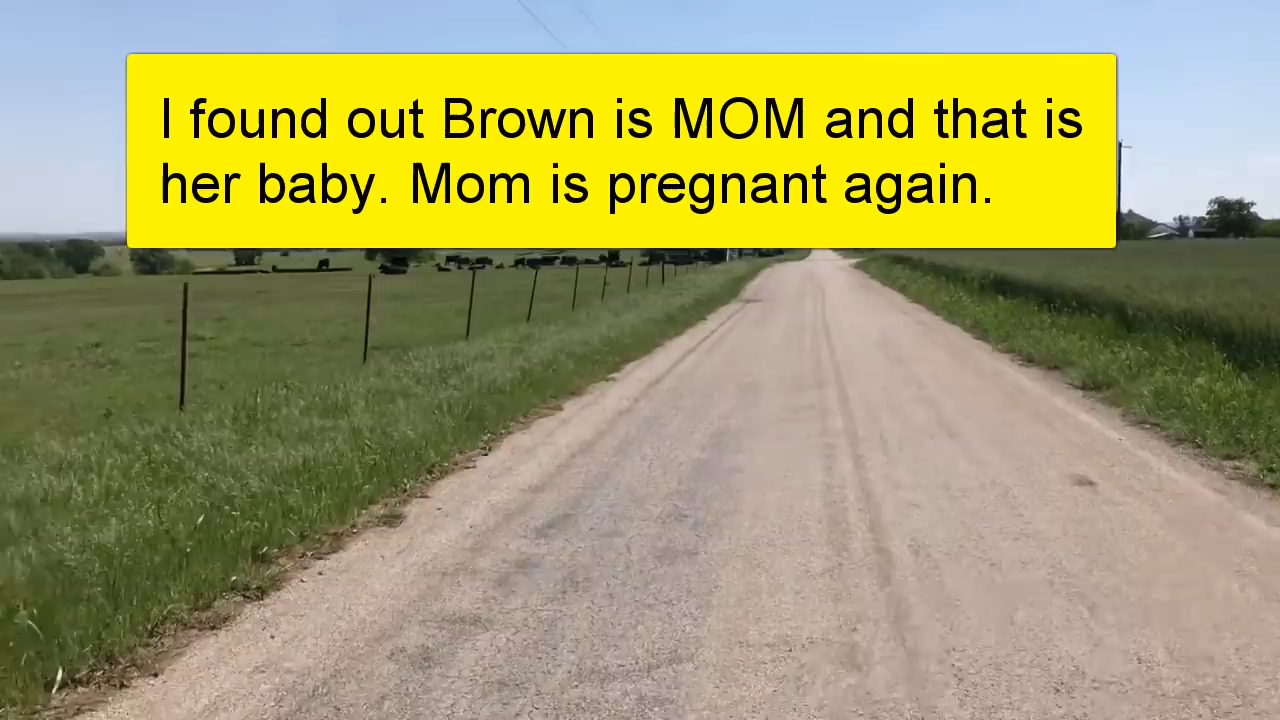 I found out Brown is MOM and that is
her baby. Mom is pregnant again.